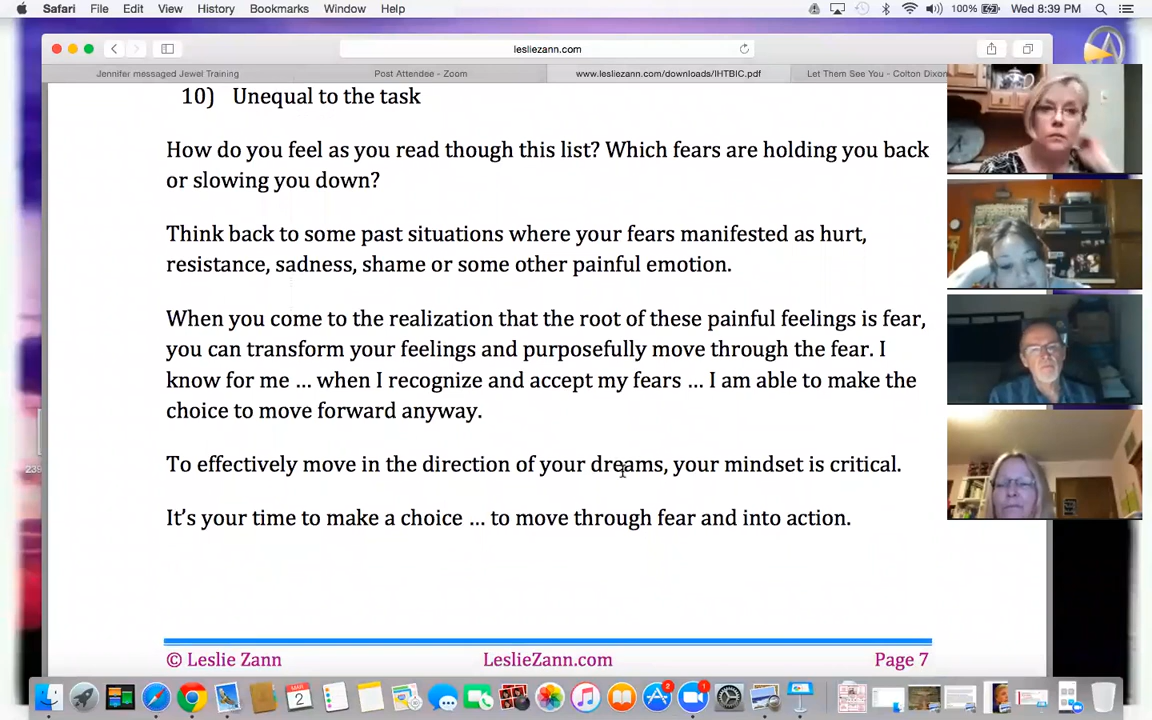 Safari File Edit View History Bookmarks Window Help 100% Wed 8:39 PM
lesliezann.com
Jennifer messaged Jewel Training Post Attendee - Zoom www.lesliezann.com/downloads/IHTBIC.pdf Let Them See You - Colton Dixon
10) Unequal to the task
How do you feel as you read though this list? Which fears are holding you back
or slowing you down?
Think back to some past situations where your fears manifested as hurt,
resistance, sadness, shame or some other painful emotion.
When you come to the realization that the root of these painful feelings is fear,
you can transform your feelings and purposefully move through the fear. I
know for me ... when I recognize and accept my fears ... I am able to make the
choice to move forward anyway.
To effectively move in the direction of your dreams, your mindset is critical.
It's your time to make a choice ... to move through fear and into action.
© Leslie Zann LeslieZann.com Page 7
MAR
2
2
1